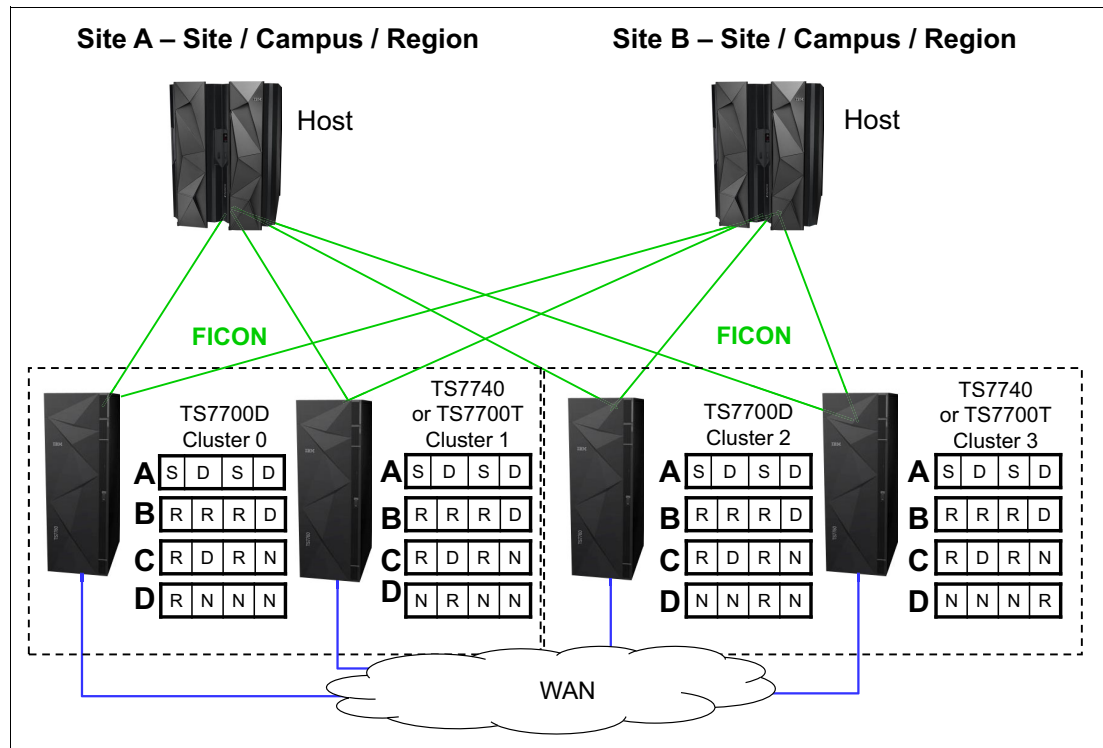 Site A – Site / Campus / Region
Site B – Site / Campus / Region
Host
Host
FICON
FICON
TS7700D
Cluster 0
A S D S D
B R R R D
C R D R N
D R N N N
TS7740
or TS7700T
Cluster 1
A S D S D
B R R R D
C R D R N
D N R N N
TS7700D
Cluster 2
A S D S D
B R R R D
C R D R N
D N N R N
TS7740
or TS7700T
Cluster 3
A S D S D
B R R R D
C R D R N
D N N N R
WAN